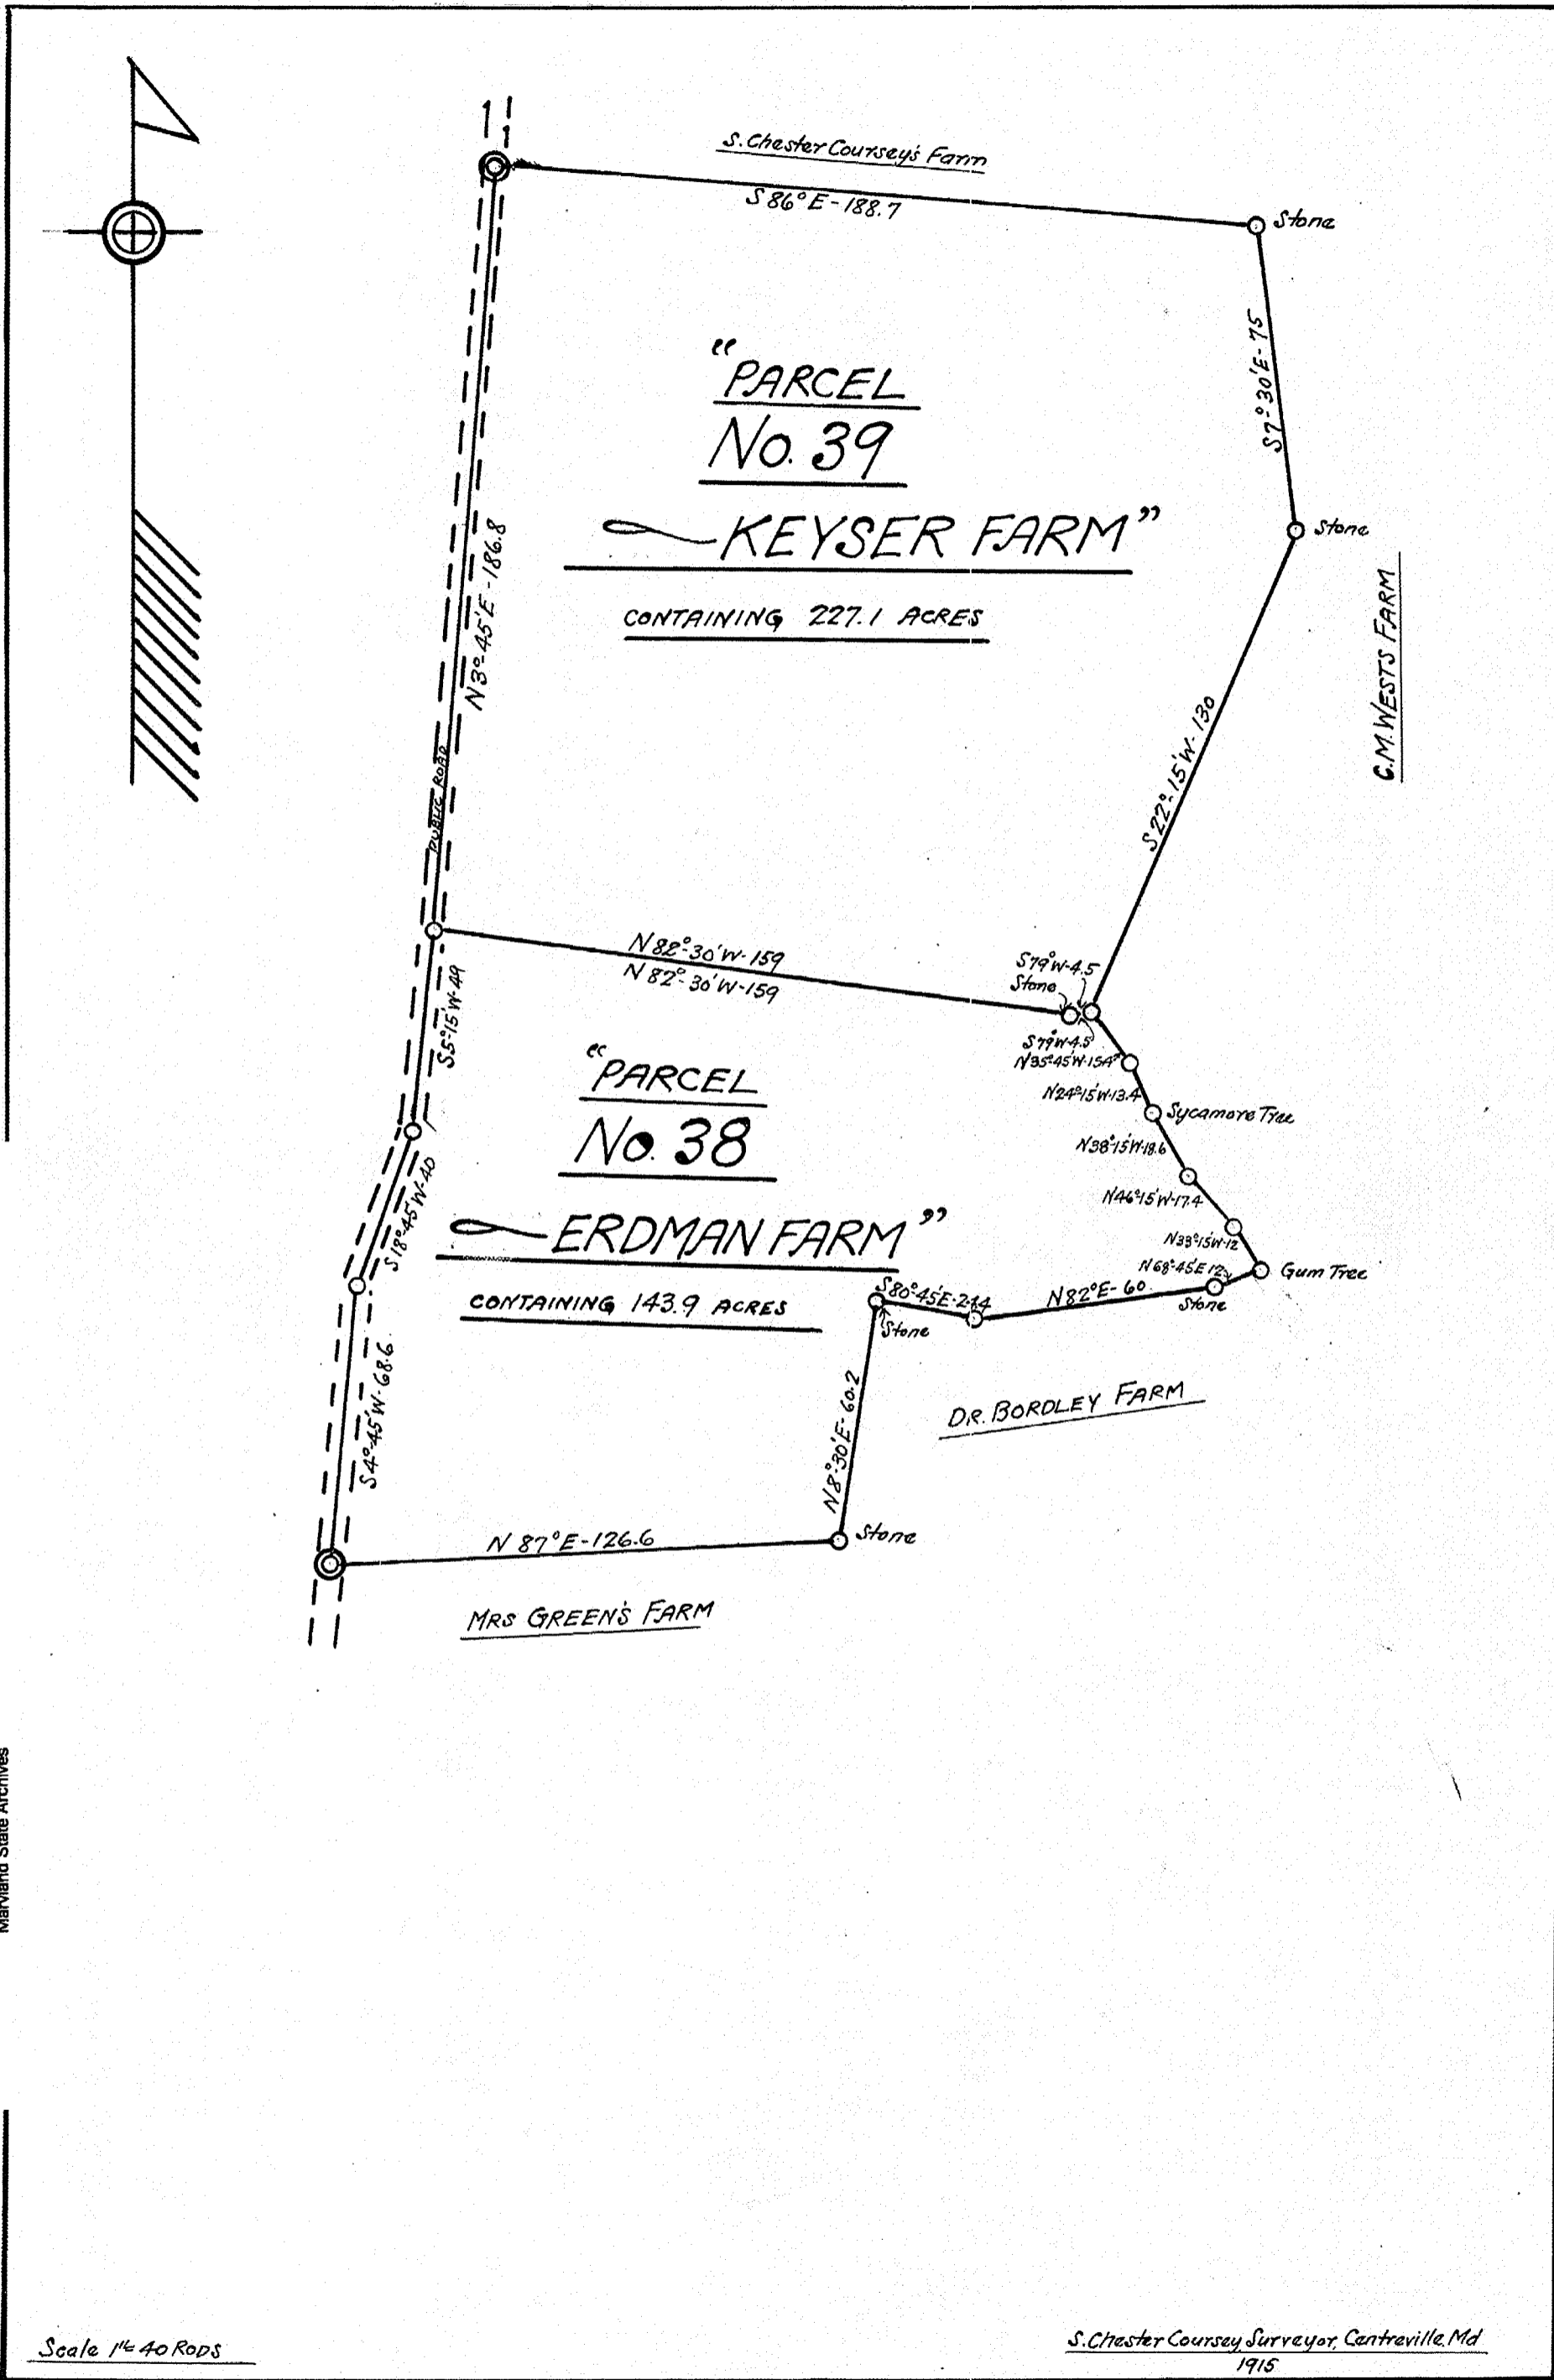 S. Chester Coursey's Farm
S 86° E - 188.7
Stone
S 7°-30' E - 75
"PARCEL
No. 39
KEYSER FARM"
CONTAINING 227.1 ACRES
Stone
N 3°-45' E - 186.8
PUBLIC ROAD
C.M. WESTS FARM
S 22°-15' W - 130
N 82°-30' W - 159
N 82°-30' W - 159
S 79° W - 4.5
Stone
S 79° W 4.5
N 35°45' W - 15.4
S 5°-15' W - 49
"PARCEL
No. 38
ERDMAN FARM"
CONTAINING 143.9 ACRES
N 24°15' W - 13.4
Sycamore Tree
N 38°15' W - 18.6
N 46°15' W - 17.4
N 33°15' W - 12
N 68°-45' E 12
Gum Tree
S 18°-45' W - 40
S 80°-45' E - 24.4
N 82° E - 60.
Stone
Stone
S 4°-45' W - 68.6
N 8°-30' E - 60.2
DR. BORDLEY FARM
N 87° E - 126.6
Stone
MRS GREEN'S FARM
Maryland State Archives
Scale 1" = 40 RODS
S. Chester Coursey, Surveyor, Centreville, Md
1915